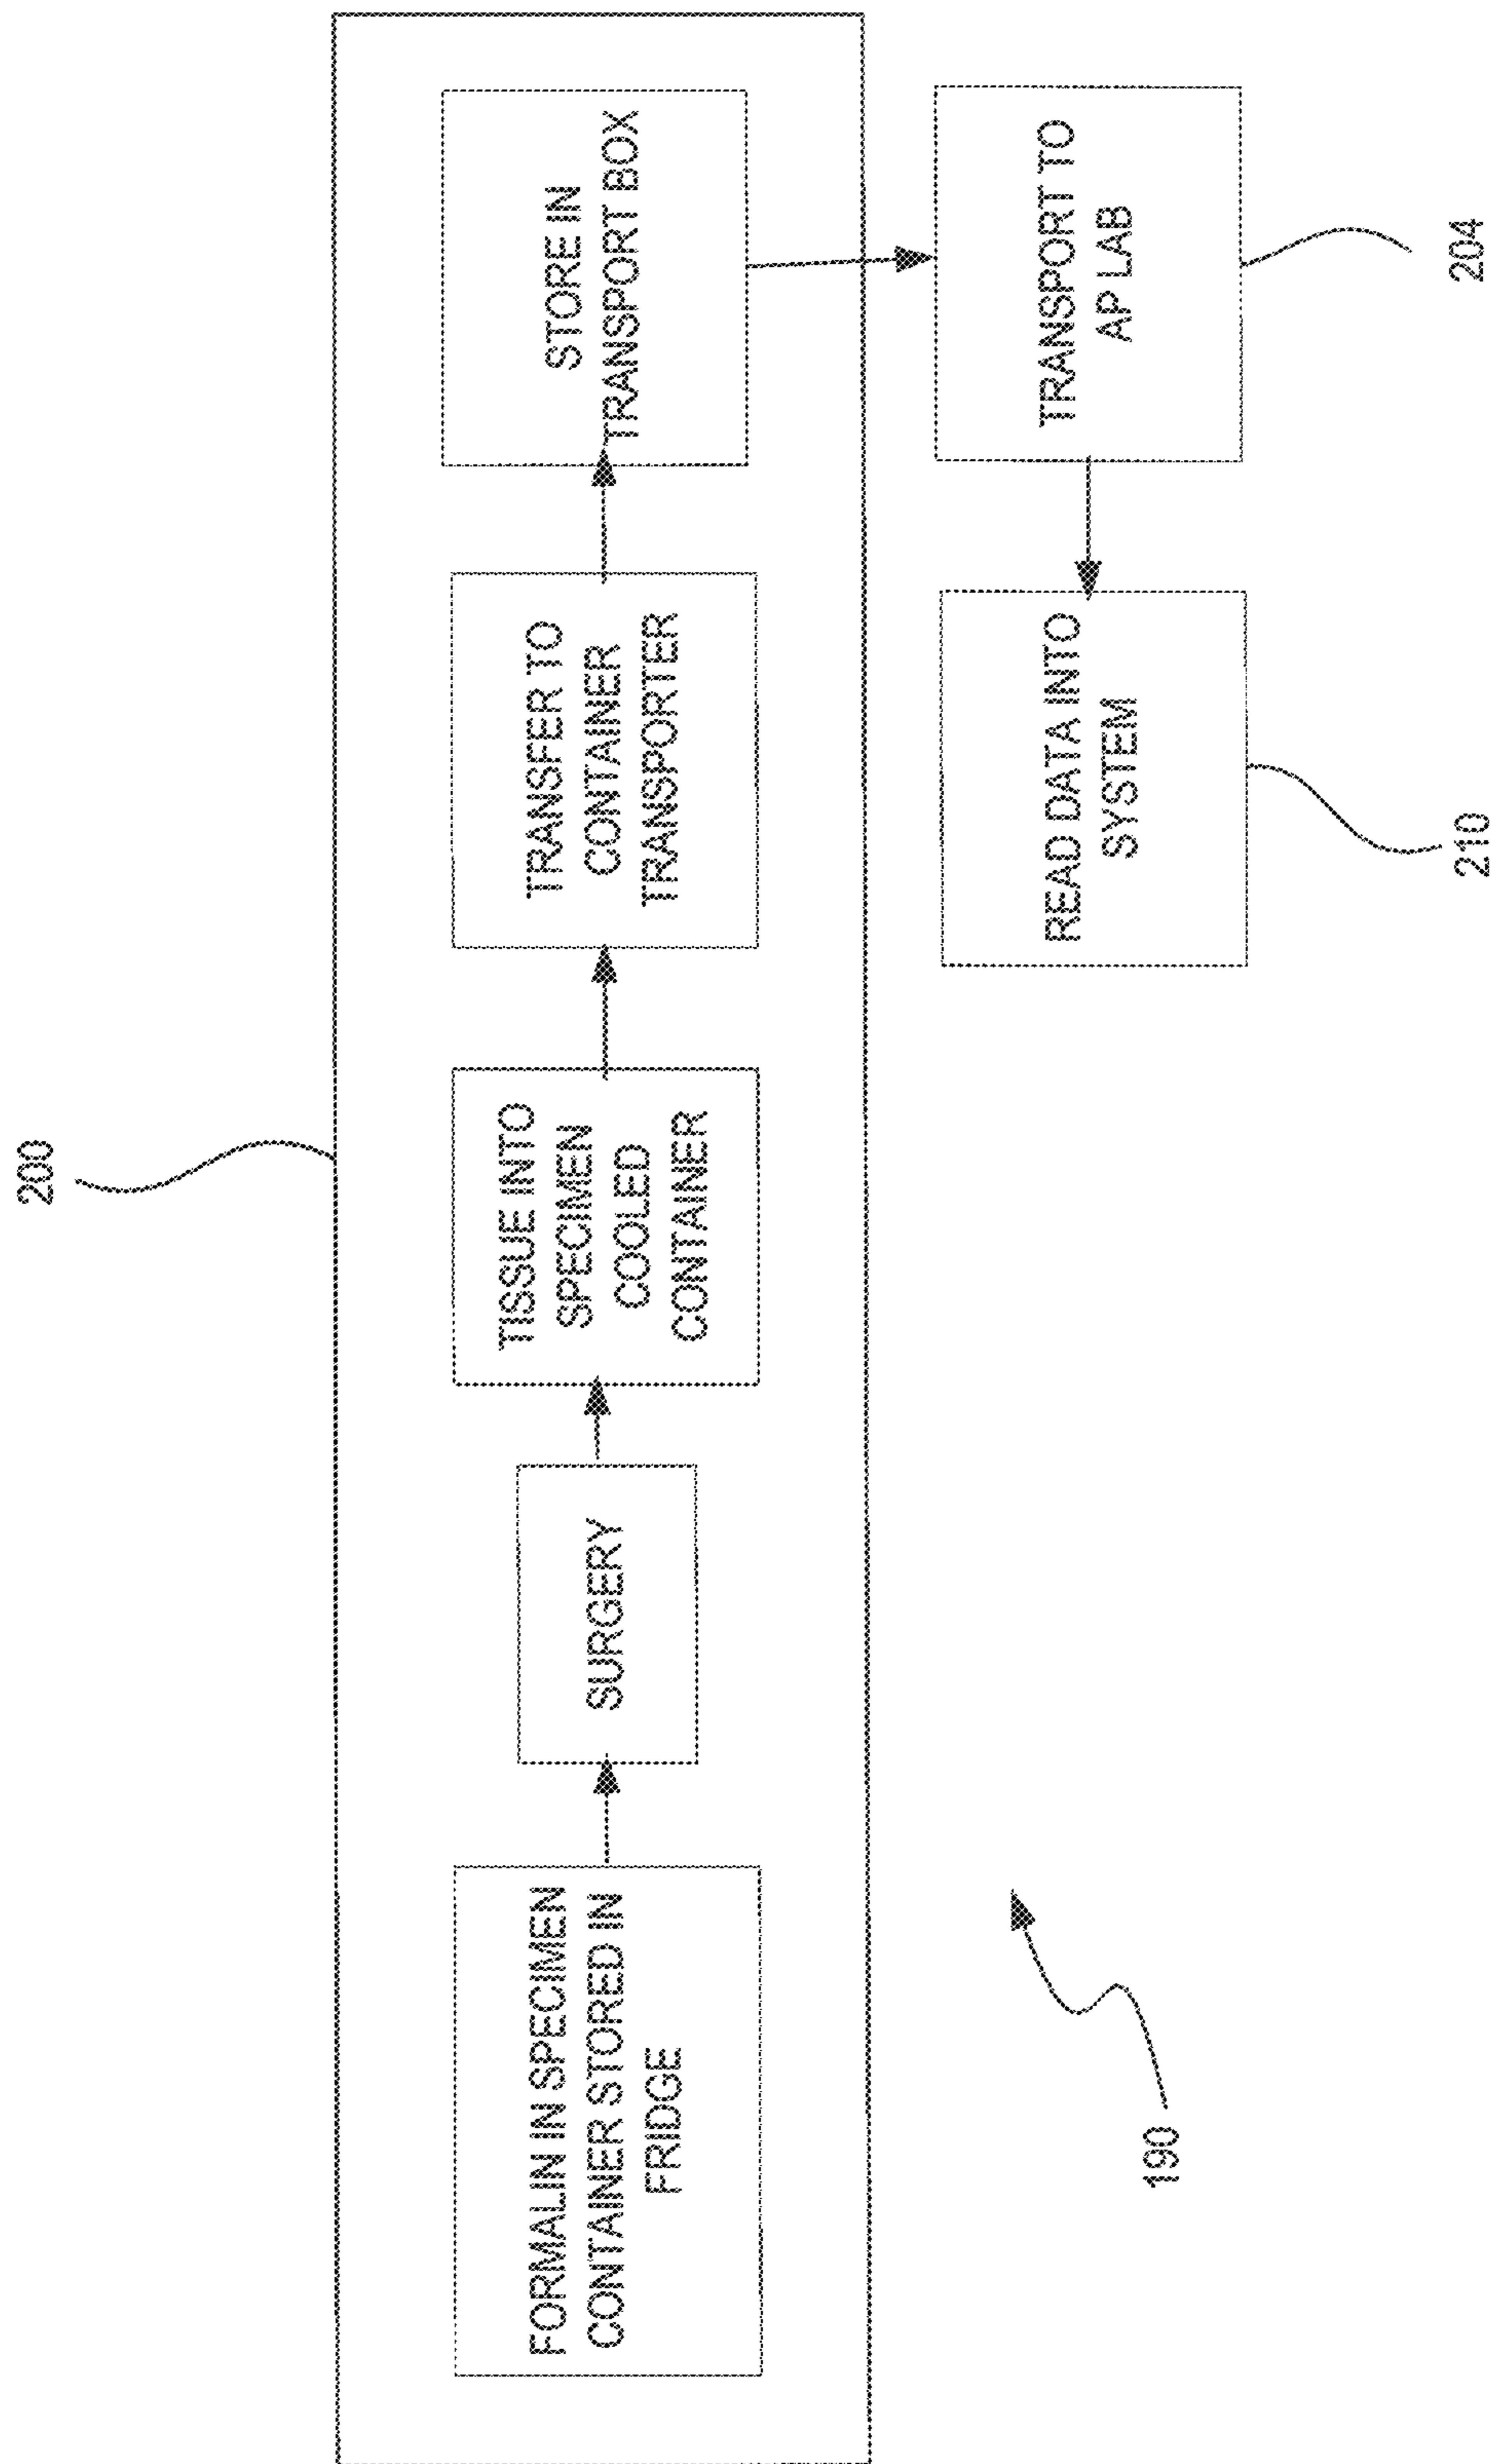 200
FORMALIN IN SPECIMEN
CONTAINER STORED IN
FRIDGE
SURGERY
TISSUE INTO
SPECIMEN
COOLED
CONTAINER
TRANSFER TO
CONTAINER
TRANSPORTER
STORE IN
TRANSPORT BOX
TRANSPORT TO
AP LAB
204
READ DATA INTO
SYSTEM
210
190